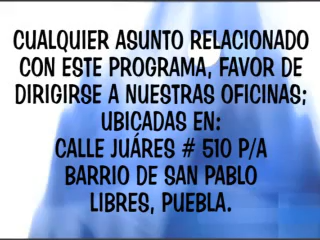 CUALQUIER ASUNTO RELACIONADO
CON ESTE PROGRAMA, FAVOR DE
DIRIGIRSE A NUESTRAS OFICINAS;
UBICADAS EN:
CALLE JUÁRES # 510 P/A
BARRIO DE SAN PABLO
LIBRES, PUEBLA.